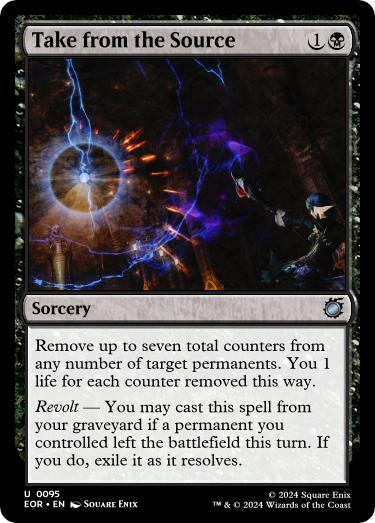 Take from the Source 1
Sorcery
Remove up to seven total counters from
any number of target permanents. You 1
life for each counter removed this way.
Revolt — You may cast this spell from
your graveyard if a permanent you
controlled left the battlefield this turn. If
you do, exile it as it resolves.
U 0095 © 2024 Square Enix
EOR • EN Square Enix ™ & © 2024 Wizards of the Coast